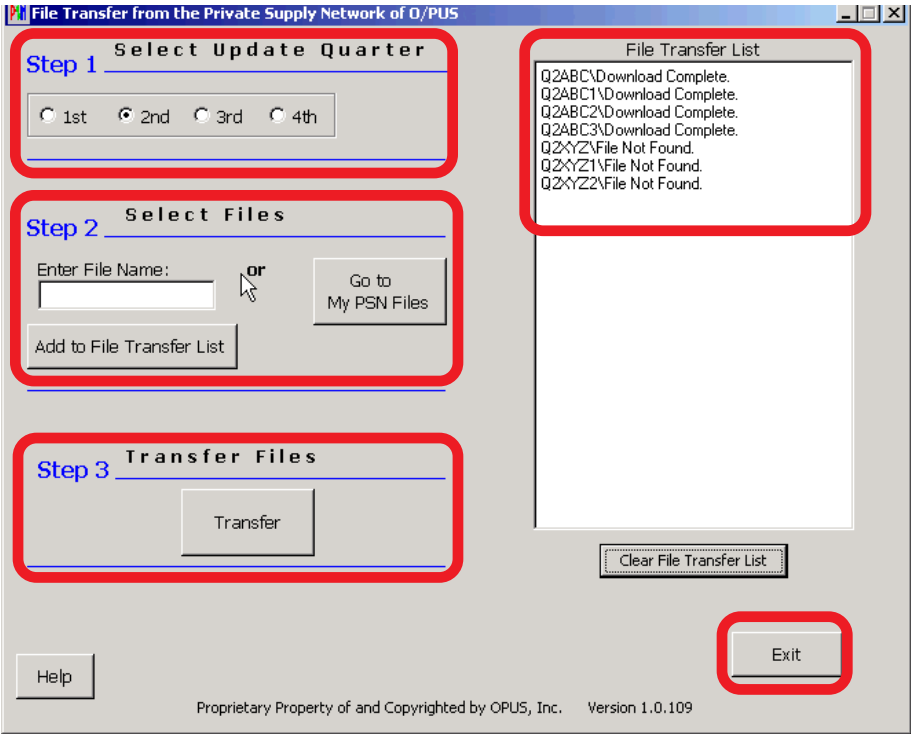 File Transfer from the Private Supply Network of O/PUS
Step 1 Select Update Quarter
1st 2nd 3rd 4th
Step 2 Select Files
Enter File Name:
or
Go to
My PSN Files
Add to File Transfer List
Step 3 Transfer Files
Transfer
File Transfer List
Q2ABC\Download Complete.
Q2ABC1\Download Complete.
Q2ABC2\Download Complete.
Q2ABC3\Download Complete.
Q2XYZ\File Not Found.
Q2XYZ1\File Not Found.
Q2XYZ2\File Not Found.
Clear File Transfer List
Exit
Help
Proprietary Property of and Copyrighted by OPUS, Inc. Version 1.0.109